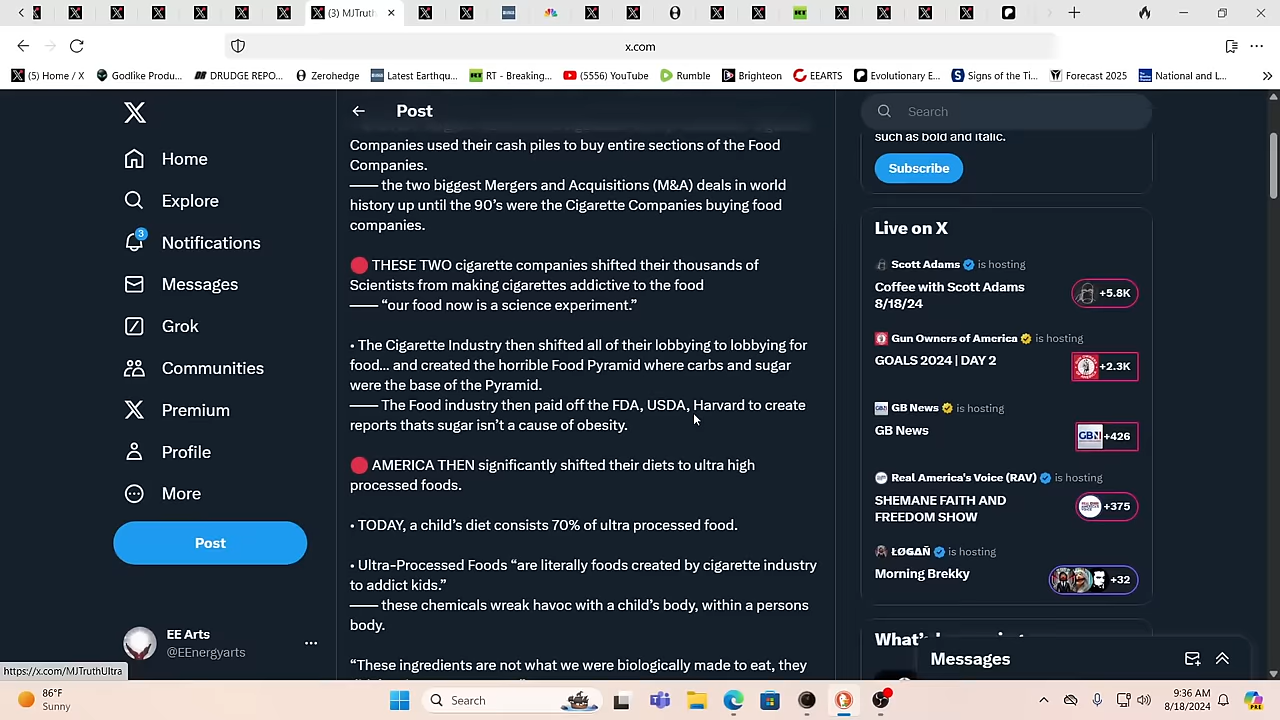 (3) MJTruth
x.com
(5) Home / X
Godlike Produ...
DRUDGE REPO...
Zerohedge
Latest Earthqu...
RT - Breaking...
(5556) YouTube
Rumble
Brighteon
EEARTS
Evolutionary E...
Signs of the Ti...
Forecast 2025
National and L...
Home
Explore
3
Notifications
Messages
Grok
Communities
Premium
Profile
More
Post
EE Arts
@EEnergyarts
https://x.com/MJTruthUltra
Post
Companies used their cash piles to buy entire sections of the Food
Companies.
—— the two biggest Mergers and Acquisitions (M&A) deals in world
history up until the 90's were the Cigarette Companies buying food
companies.
🔴 THESE TWO cigarette companies shifted their thousands of
Scientists from making cigarettes addictive to the food
—— “our food now is a science experiment.”
• The Cigarette Industry then shifted all of their lobbying to lobbying for
food... and created the horrible Food Pyramid where carbs and sugar
were the base of the Pyramid.
—— The Food industry then paid off the FDA, USDA, Harvard to create
reports thats sugar isn't a cause of obesity.
🔴 AMERICA THEN significantly shifted their diets to ultra high
processed foods.
• TODAY, a child's diet consists 70% of ultra processed food.
• Ultra-Processed Foods “are literally foods created by cigarette industry
to addict kids.”
—— these chemicals wreak havoc with a child's body, within a persons
body.
“These ingredients are not what we were biologically made to eat, they
Search
such as bold and italic.
Subscribe
Live on X
Scott Adams is hosting
Coffee with Scott Adams
8/18/24
+5.8K
Gun Owners of America is hosting
GOALS 2024 | DAY 2
+2.3K
GB News is hosting
GB News
+426
Real America's Voice (RAV) is hosting
SHEMANE FAITH AND
FREEDOM SHOW
+375
ŁØGAŇ is hosting
Morning Brekky
+32
Messages
86°F
Sunny
Search
9:36 AM
8/18/2024